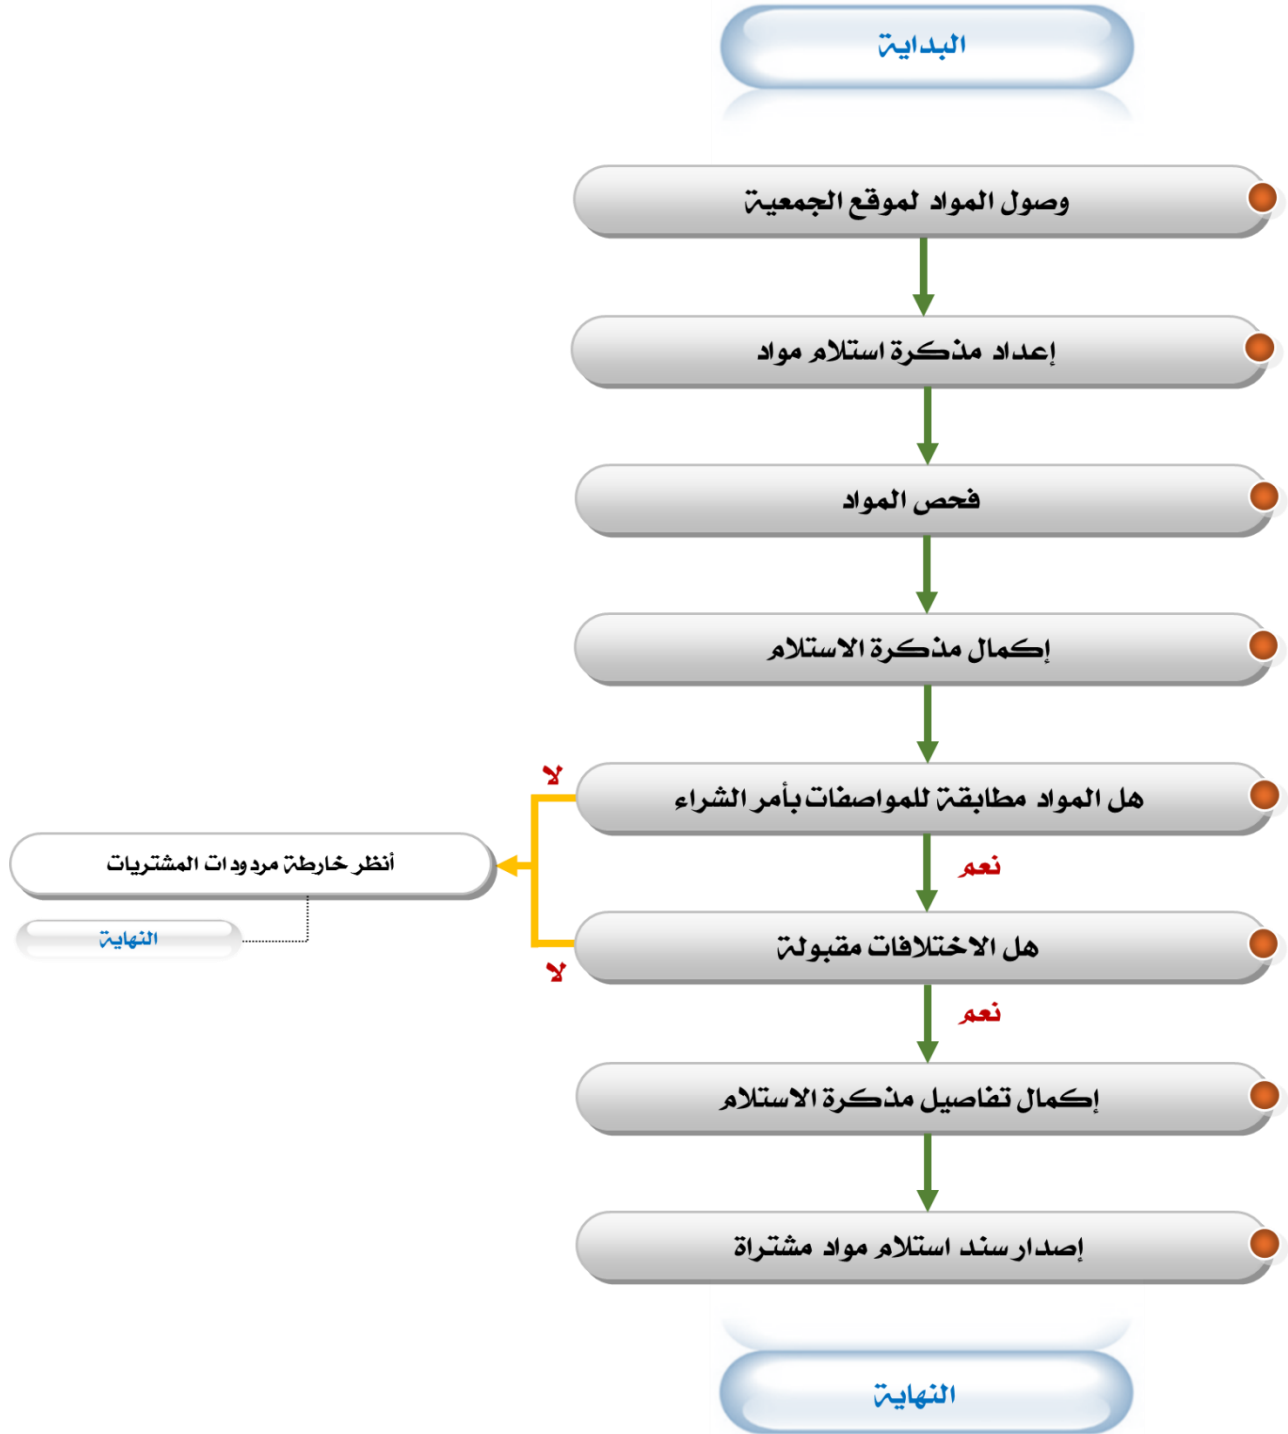 البداية
وصول المواد لموقع الجمعية
إعداد مذكرة استلام مواد
فحص المواد
إكمال مذكرة الاستلام
هل المواد مطابقة للمواصفات بأمر الشراء
لا
نعم
أنظر خارطة مردودات المشتريات
النهاية
هل الاختلافات مقبولة
لا
نعم
إكمال تفاصيل مذكرة الاستلام
إصدار سند استلام مواد مشتراة
النهاية